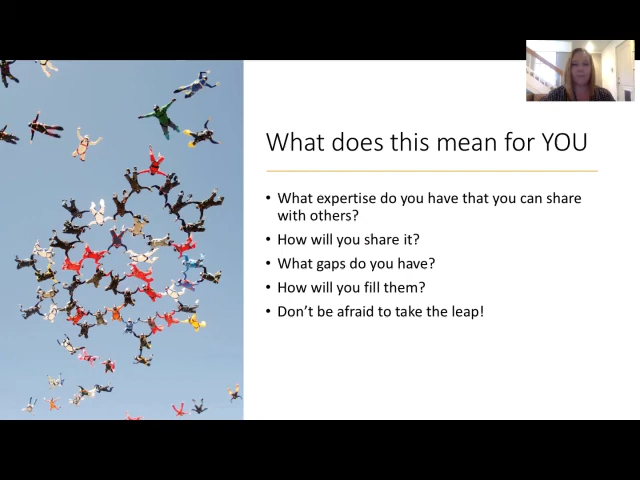 What does this mean for YOU
• What expertise do you have that you can share
with others?
• How will you share it?
• What gaps do you have?
• How will you fill them?
• Don't be afraid to take the leap!